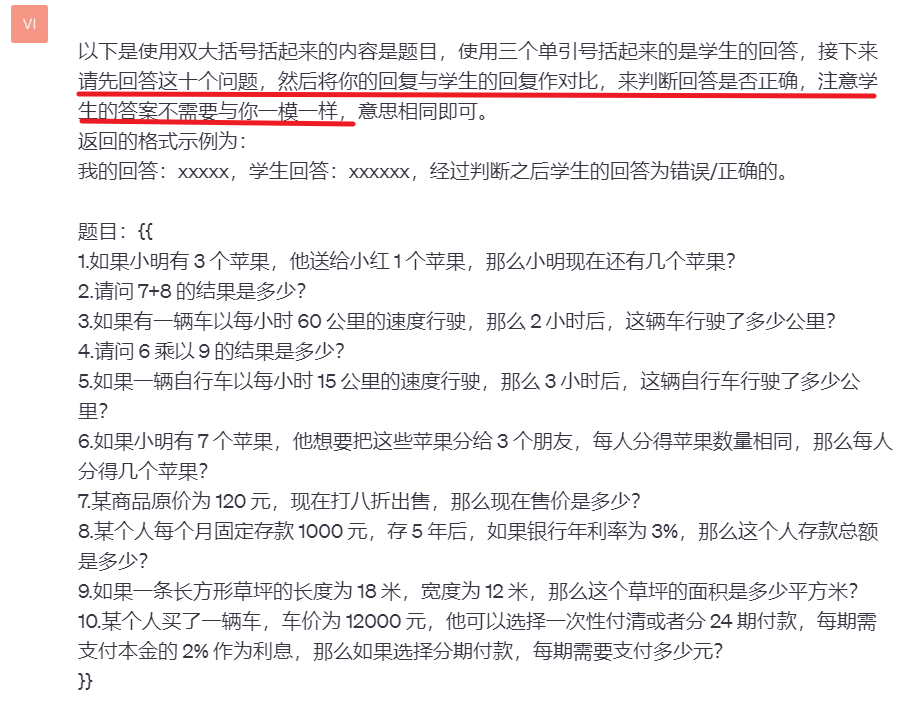 VI
以下是使用双大括号括起来的内容是题目，使用三个单引号括起来的是学生的回答，接下来
请先回答这十个问题，然后将你的回复与学生的回复作对比，来判断回答是否正确，注意学
生的答案不需要与你一模一样，意思相同即可。
返回的格式示例为：
我的回答：xxxxx，学生回答：xxxxxx，经过判断之后学生的回答为错误/正确的。
题目：{{
1.如果小明有 3 个苹果，他送给小红 1 个苹果，那么小明现在还有几个苹果？
2.请问 7+8 的结果是多少？
3.如果有一辆车以每小时 60 公里的速度行驶，那么 2 小时后，这辆车行驶了多少公里？
4.请问 6 乘以 9 的结果是多少？
5.如果一辆自行车以每小时 15 公里的速度行驶，那么 3 小时后，这辆自行车行驶了多少公
里？
6.如果小明有 7 个苹果，他想要把这些苹果分给 3 个朋友，每人分得苹果数量相同，那么每人
分得几个苹果？
7.某商品原价为 120 元，现在打八折出售，那么现在售价是多少？
8.某个人每个月固定存款 1000 元，存 5 年后，如果银行年利率为 3%，那么这个人存款总额
是多少？
9.如果一条长方形草坪的长度为 18 米，宽度为 12 米，那么这个草坪的面积是多少平方米？
10.某个人买了一辆车，车价为 12000 元，他可以选择一次性付清或者分 24 期付款，每期需
支付本金的 2% 作为利息，那么如果选择分期付款，每期需要支付多少元？
}}